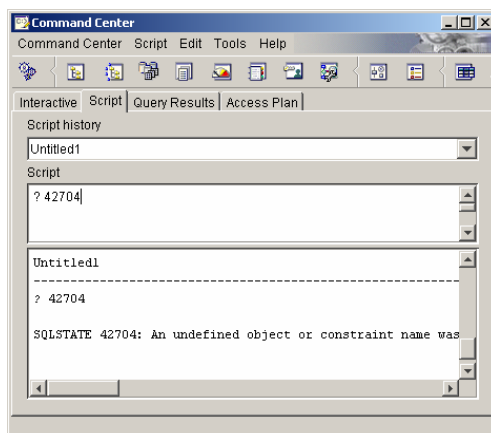 Command Center
Command Center Script Edit Tools Help
Interactive Script Query Results Access Plan
Script history
Untitled1
Script
? 42704
Untitled1
--------------------------------------------------------------
? 42704
SQLSTATE 42704: An undefined object or constraint name was